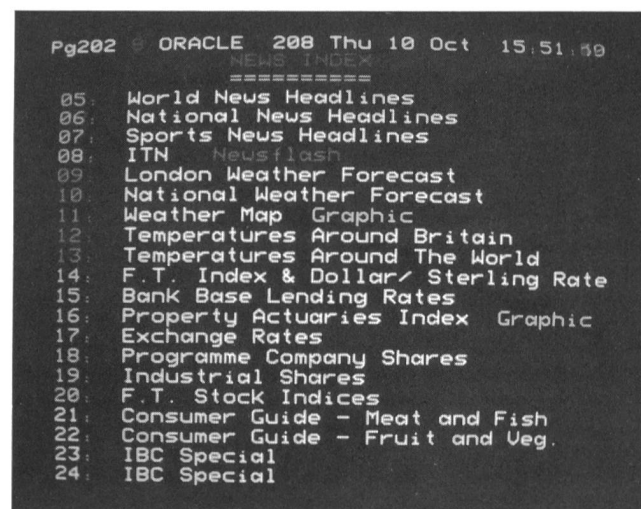 Pg202 ORACLE 208 Thu 10 Oct 15:51:59
NEWS INDEX
==========
05: World News Headlines
06: National News Headlines
07: Sports News Headlines
08: ITN Newsflash
09: London Weather Forecast
10: National Weather Forecast
11: Weather Map Graphic
12: Temperatures Around Britain
13: Temperatures Around The World
14: F.T. Index & Dollar/ Sterling Rate
15: Bank Base Lending Rates
16: Property Actuaries Index Graphic
17: Exchange Rates
18: Programme Company Shares
19: Industrial Shares
20: F.T. Stock Indices
21: Consumer Guide – Meat and Fish
22: Consumer Guide – Fruit and Veg.
23: IBC Special
24: IBC Special